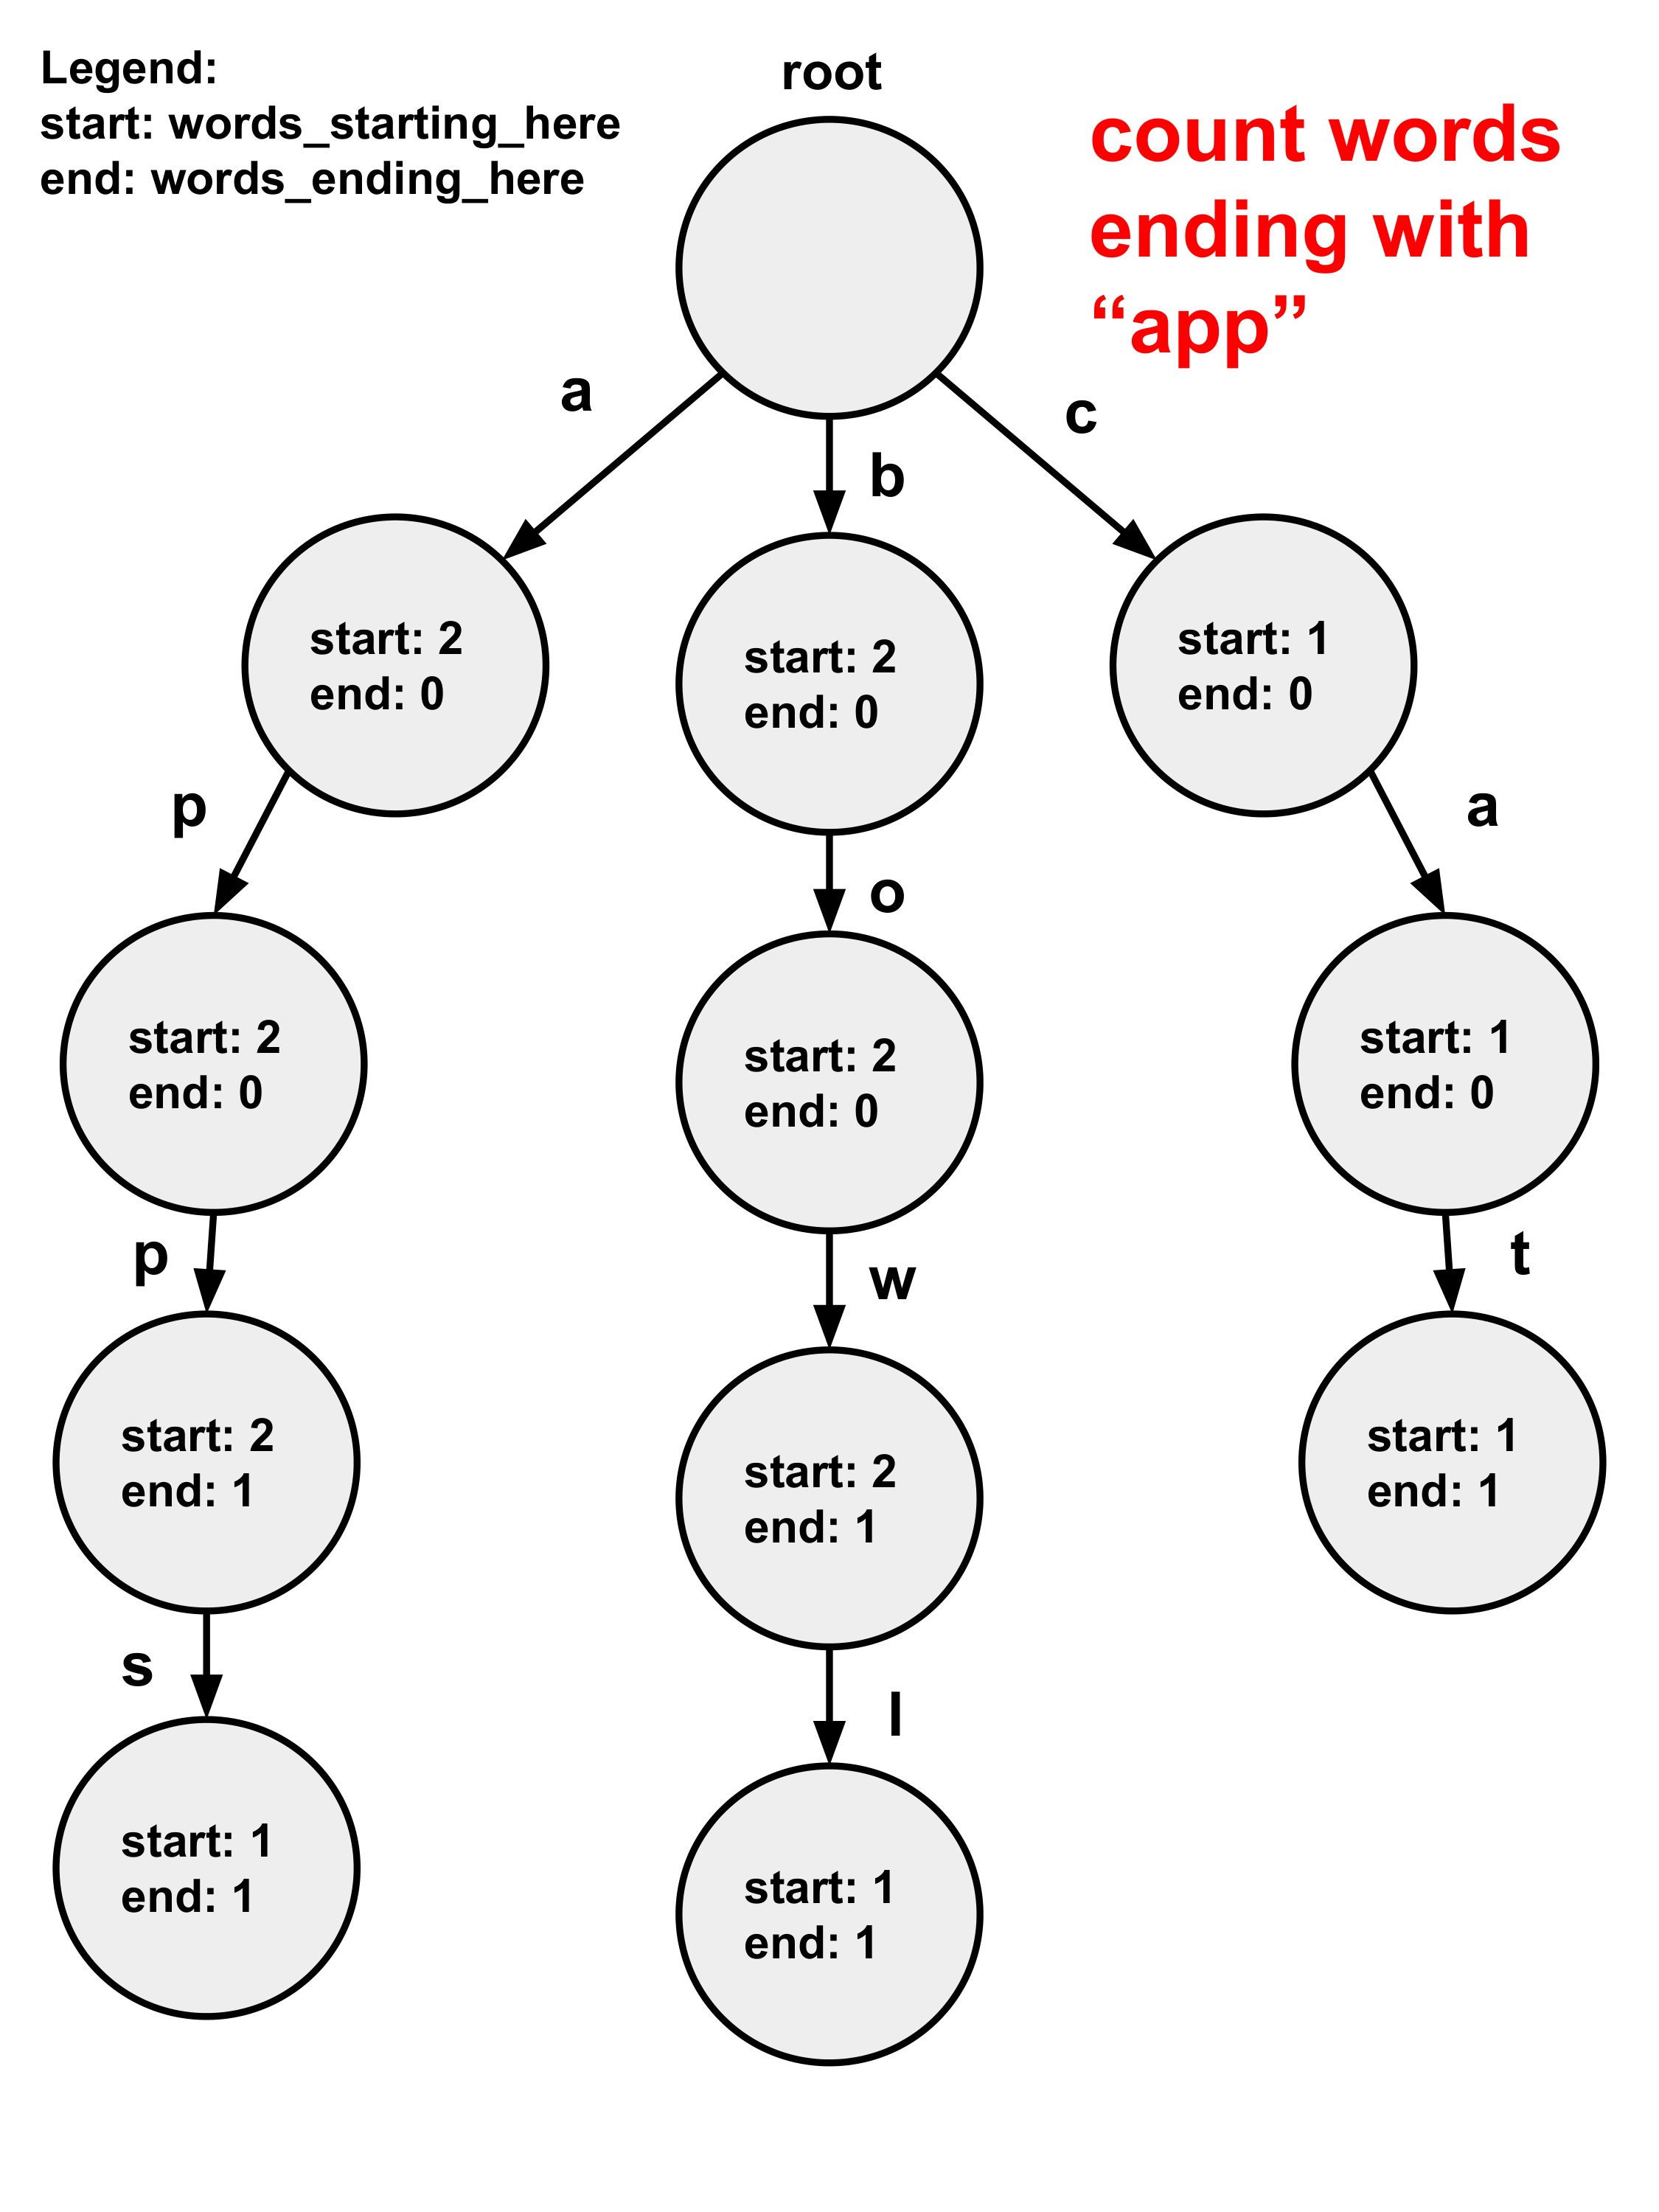 Legend:
start: words_starting_here
end: words_ending_here
root
count words
ending with
“app”
a
b
c
start: 2
end: 0
start: 2
end: 0
start: 1
end: 0
p
o
a
start: 2
end: 0
start: 2
end: 0
start: 1
end: 0
p
w
t
start: 2
end: 1
start: 2
end: 1
start: 1
end: 1
s
l
start: 1
end: 1
start: 1
end: 1